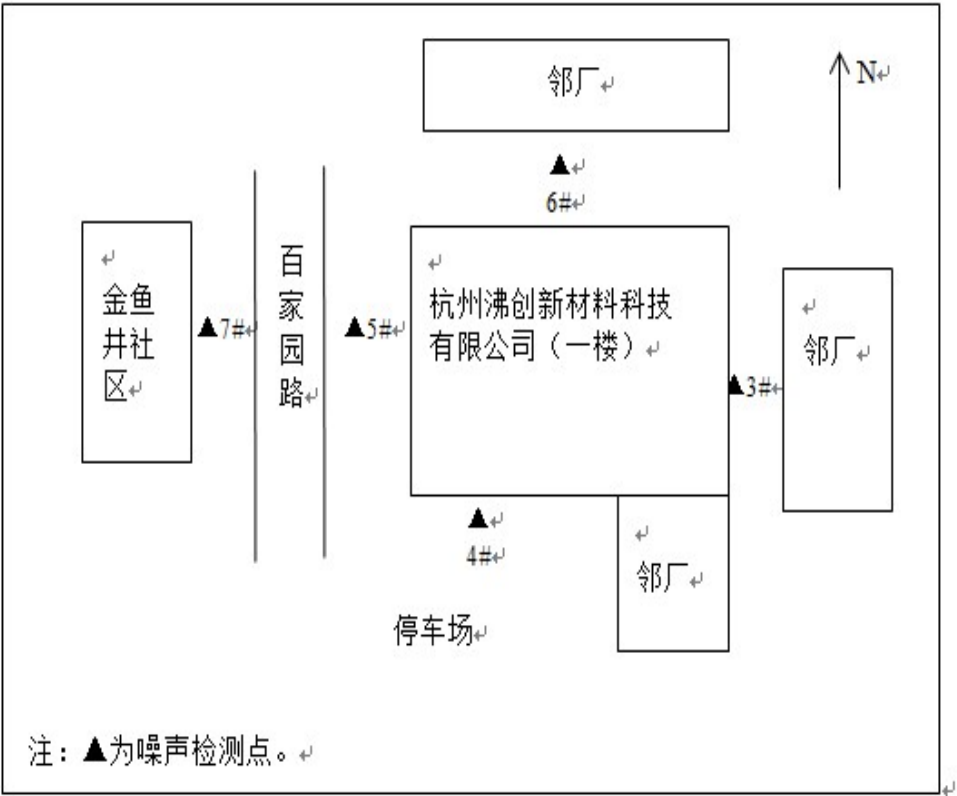 邻厂
N
▲
6#
金鱼
井社
区
▲7#
百
家
园
路
▲5#
杭州沸创新材料科技
有限公司（一楼）
▲3#
邻厂
▲
4#
邻厂
停车场
注：▲为噪声检测点。